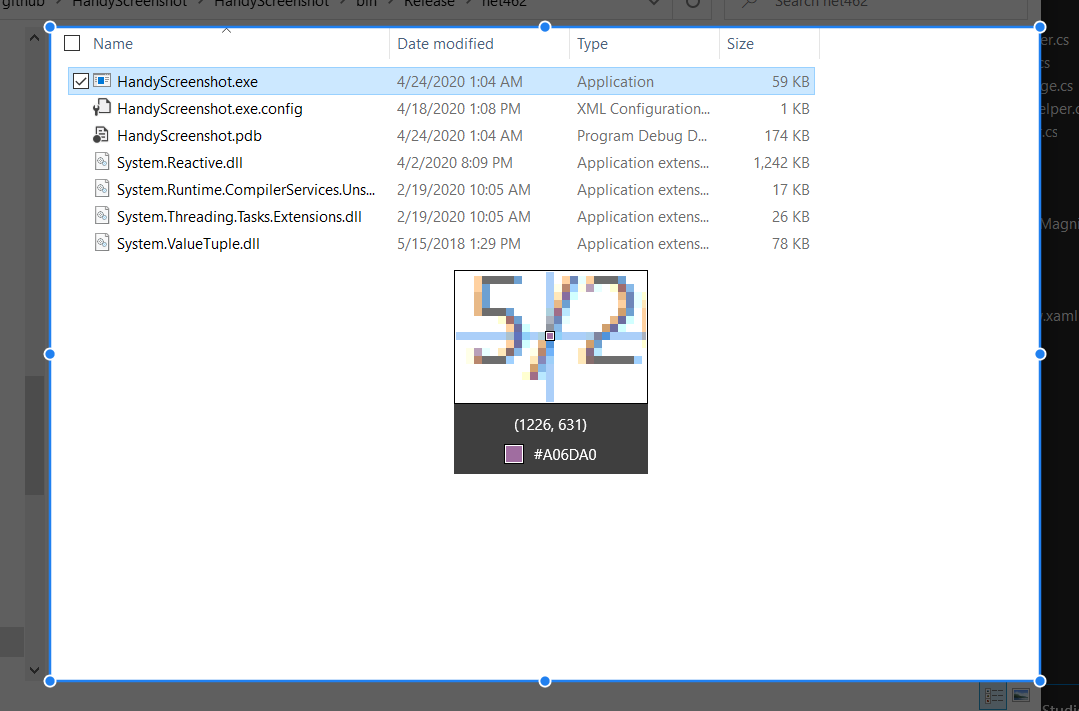 github > HandyScreenshot > HandyScreenshot > bin > Release > net462 Search net462
Name Date modified Type Size
HandyScreenshot.exe 4/24/2020 1:04 AM Application 59 KB
HandyScreenshot.exe.config 4/18/2020 1:08 PM XML Configuration... 1 KB
HandyScreenshot.pdb 4/24/2020 1:04 AM Program Debug D... 174 KB
System.Reactive.dll 4/2/2020 8:09 PM Application extens... 1,242 KB
System.Runtime.CompilerServices.Uns... 2/19/2020 10:05 AM Application extens... 17 KB
System.Threading.Tasks.Extensions.dll 2/19/2020 10:05 AM Application extens... 26 KB
System.ValueTuple.dll 5/15/2018 1:29 PM Application extens... 78 KB
5/2
(1226, 631)
#A06DA0
er.cs
cs
ge.cs
elper.c
.cs
Magni
.xaml
Studi